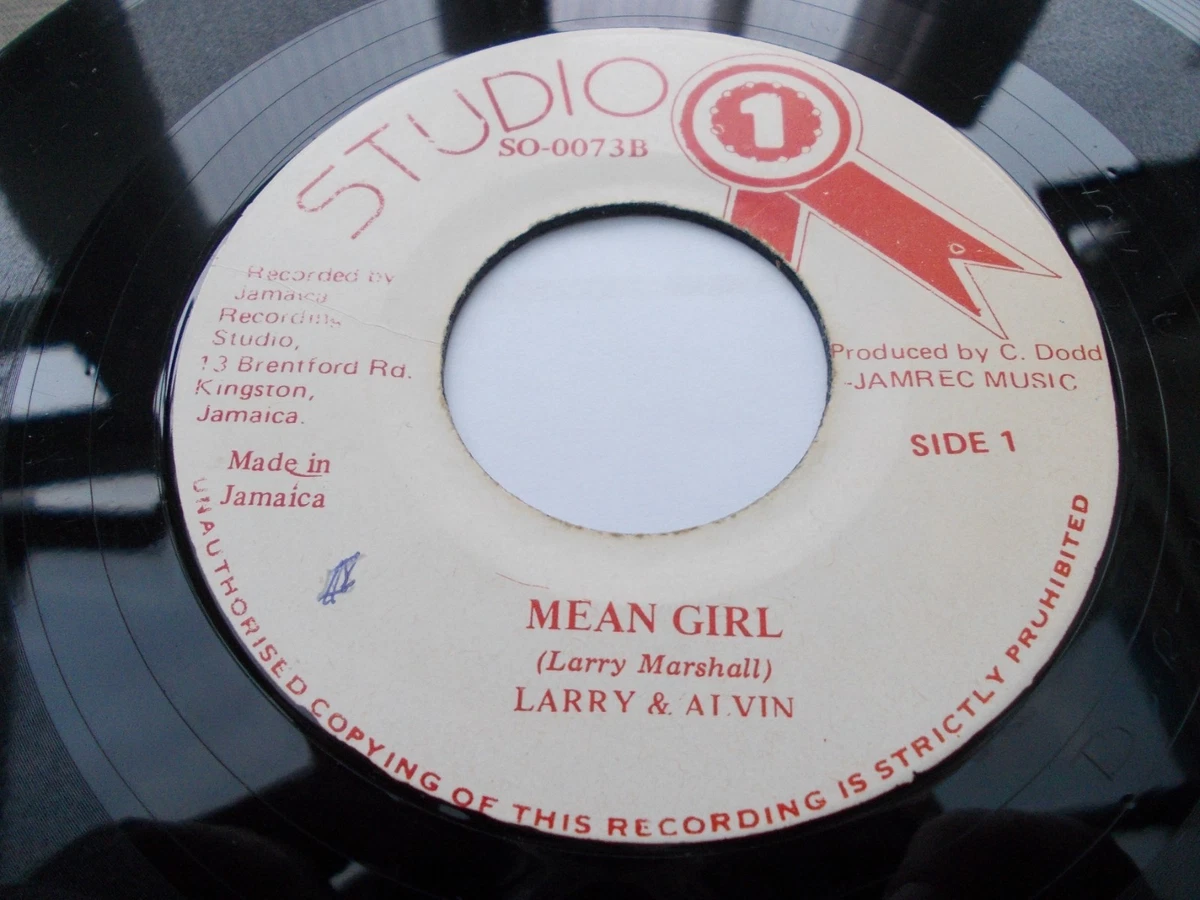 STUDIO
1
SO-0073B
Recorded by
Jamaica
Recording
Studio,
13 Brentford Rd.
Kingston,
Jamaica.
Made in
Jamaica
Produced by C. Dodd
-JAMREC MUSIC
SIDE 1
MEAN GIRL
(Larry Marshall)
LARRY & ALVIN
UNAUTHORISED COPYING OF THIS RECORDING IS STRICTLY PROHIBITED